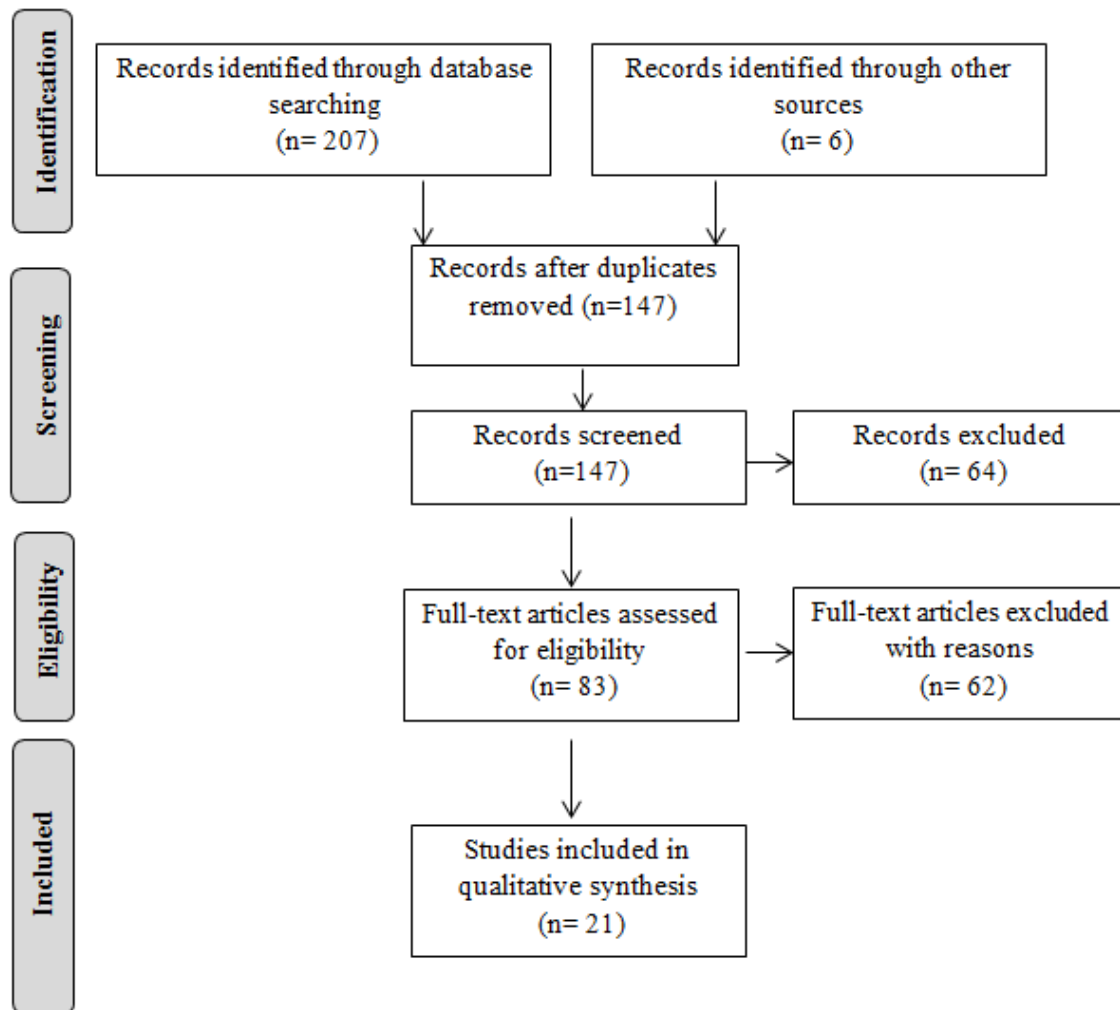 Identification
Records identified through database
searching
(n= 207)
Records identified through other
sources
(n= 6)
Records after duplicates
removed (n=147)
Screening
Records screened
(n=147)
Records excluded
(n= 64)
Eligibility
Full-text articles assessed
for eligibility
(n= 83)
Full-text articles excluded
with reasons
(n= 62)
Included
Studies included in
qualitative synthesis
(n= 21)